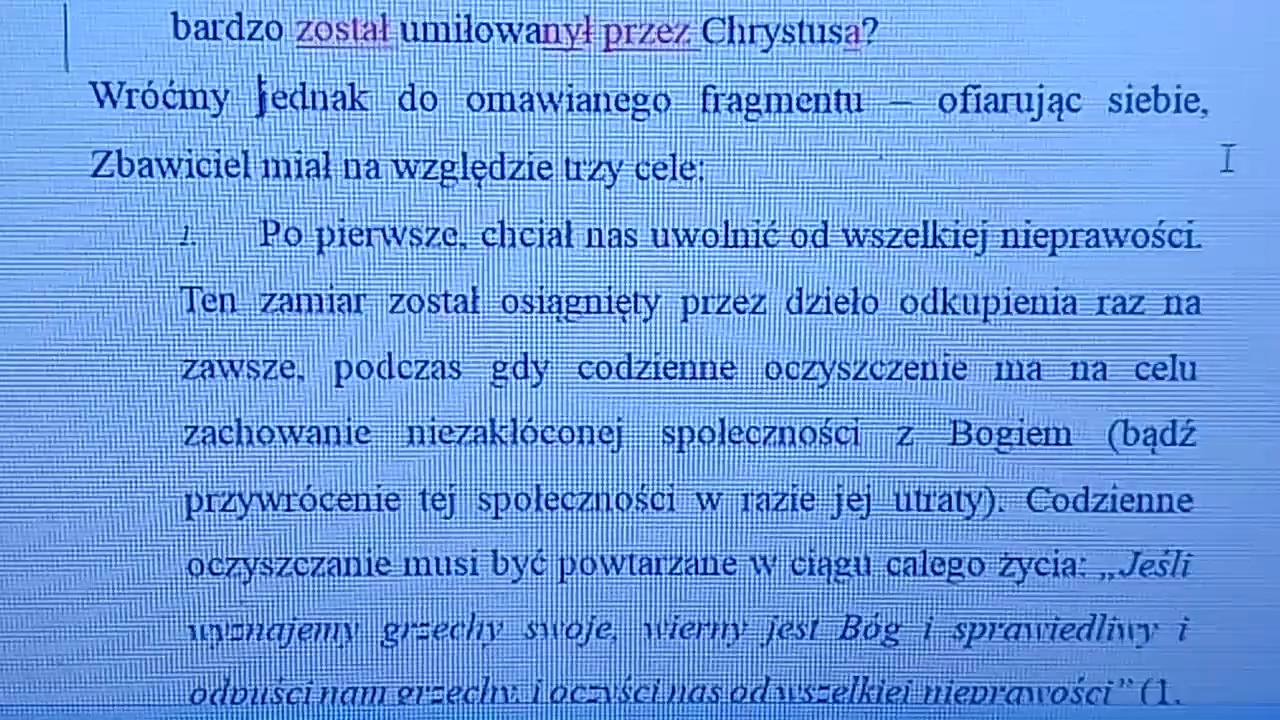 bardzo został umiłowanył przez Chrystusa?
Wróćmy jednak do omawianego fragmentu – ofiarując siebie,
Zbawiciel miał na względzie trzy cele:
1. Po pierwsze, chciał nas uwolnić od wszelkiej nieprawości.
Ten zamiar został osiągnięty przez dzieło odkupienia raz na
zawsze, podczas gdy codzienne oczyszczenie ma na celu
zachowanie niezakłóconej społeczności z Bogiem (bądź
przywrócenie tej społeczności w razie jej utraty). Codzienne
oczyszczanie musi być powtarzane w ciągu całego życia: „Jeśli
wyznajemy grzechy swoje, wierny jest Bóg i sprawiedliwy i
odpuści nam grzechy i oczyści nas od wszelkiej nieprawości” (1.